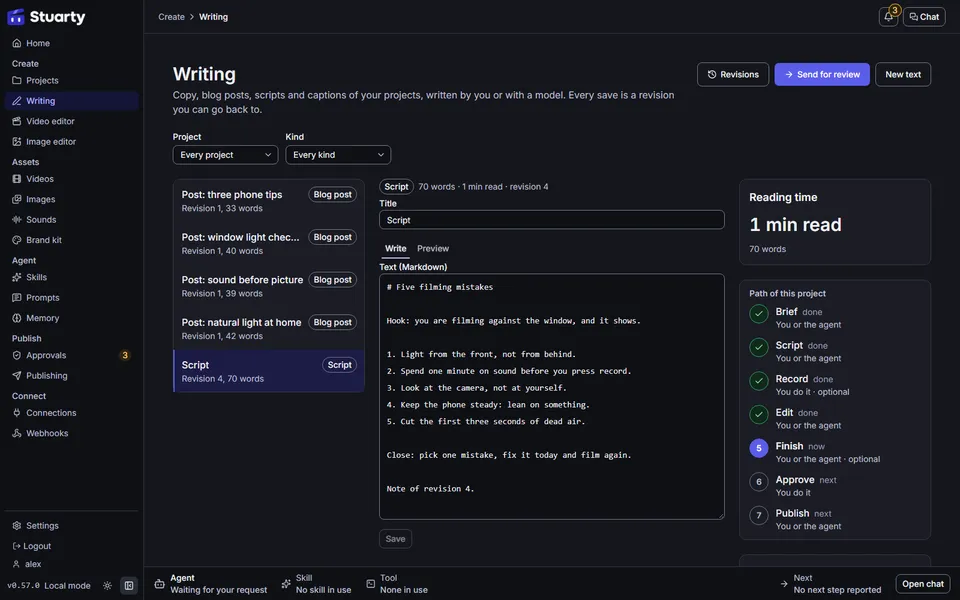 Stuarty
Home
Create
Projects
Writing
Video editor
Image editor
Assets
Videos
Images
Sounds
Brand kit
Agent
Skills
Prompts
Memory
Publish
Approvals 3
Publishing
Connect
Connections
Webhooks
Settings
Logout
alex
v0.57.0 Local mode
Create > Writing
3
Chat
Writing
Copy, blog posts, scripts and captions of your projects, written by you or with a model. Every save is a revision
you can go back to.
Revisions
Send for review
New text
Project
Every project
Kind
Every kind
Post: three phone tips Blog post
Revision 1, 33 words
Post: window light chec... Blog post
Revision 1, 40 words
Post: sound before picture Blog post
Revision 1, 39 words
Post: natural light at home Blog post
Revision 1, 42 words
Script Script
Revision 4, 70 words
Script 70 words · 1 min read · revision 4
Title
Script
Write Preview
Text (Markdown)
# Five filming mistakes
Hook: you are filming against the window, and it shows.
1. Light from the front, not from behind.
2. Spend one minute on sound before you press record.
3. Look at the camera, not at yourself.
4. Keep the phone steady: lean on something.
5. Cut the first three seconds of dead air.
Close: pick one mistake, fix it today and film again.
Note of revision 4.
Save
Reading time
1 min read
70 words
Path of this project
Brief done
You or the agent
Script done
You or the agent
Record done
You do it · optional
Edit done
You or the agent
5 Finish now
You or the agent · optional
6 Approve next
You do it
7 Publish next
You or the agent
Agent
Waiting for your request
Skill
No skill in use
Tool
None in use
Next
No next step reported
Open chat